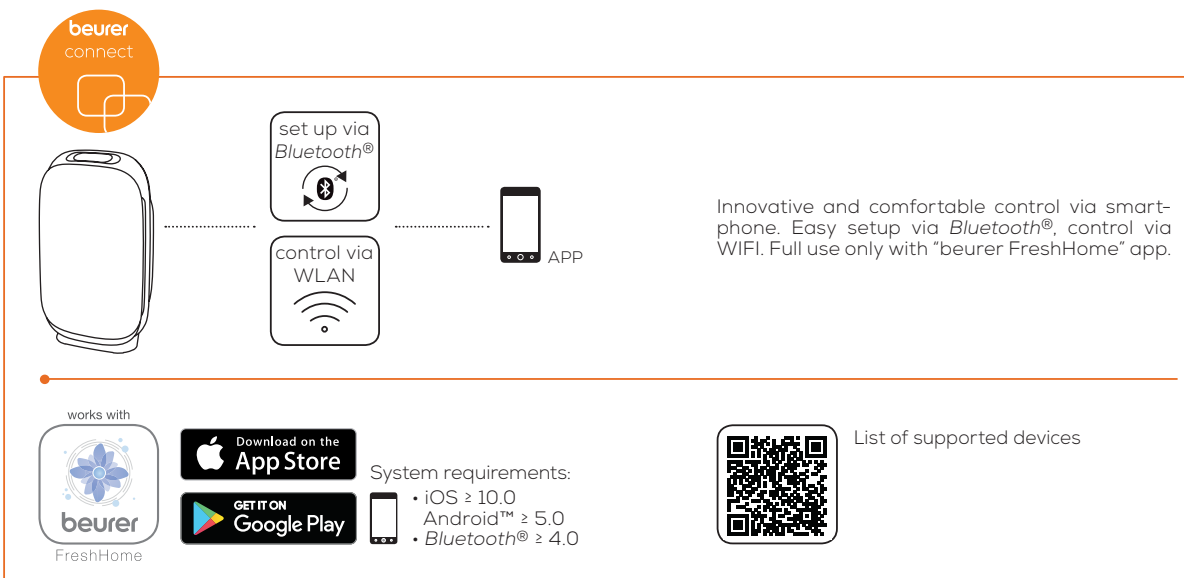 beurer
connect
set up via
Bluetooth®
control via
WLAN
APP
Innovative and comfortable control via smart-
phone. Easy setup via Bluetooth®, control via
WIFI. Full use only with “beurer FreshHome” app.
works with
beurer
FreshHome
Download on the
App Store
GET IT ON
Google Play
System requirements:
• iOS ≥ 10.0
Android™ ≥ 5.0
• Bluetooth® ≥ 4.0
List of supported devices